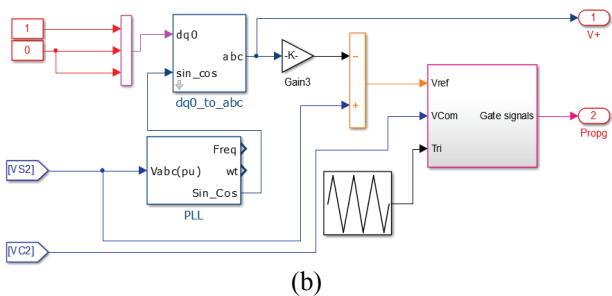 1
0
dq0
sin_cos
abc
dq0_to_abc
-K-
Gain3
−
+
1
V+
Vref
VCom
Tri
Gate signals
2
Propg
[VS2]
Vabc(pu)
Freq
wt
Sin_Cos
PLL
[VC2]
(b)